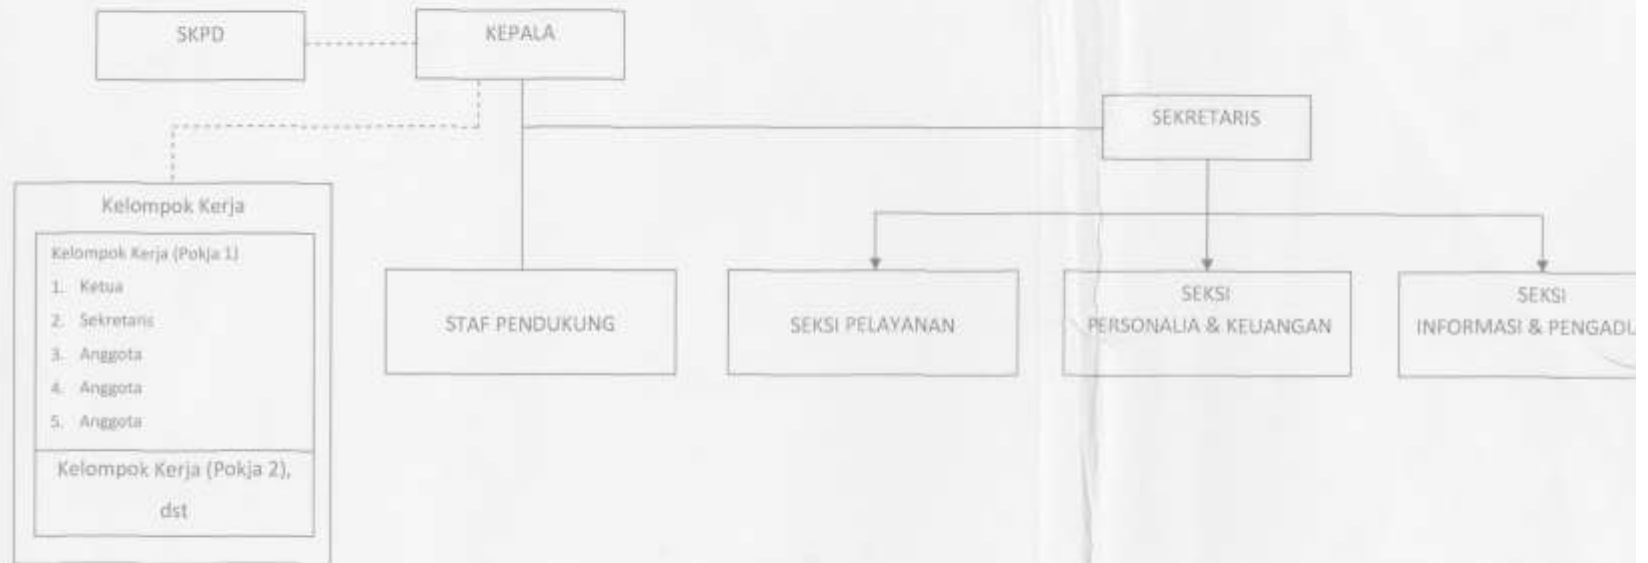 SKPD
KEPALA
SEKRETARIS
Kelompok Kerja
Kelompok Kerja (Pokja 1)
1. Ketua
2. Sekretaris
3. Anggota
4. Anggota
5. Anggota
Kelompok Kerja (Pokja 2),
dst
STAF PENDUKUNG
SEKSI PELAYANAN
SEKSI
PERSONALIA & KEUANGAN
SEKSI
INFORMASI & PENGADU